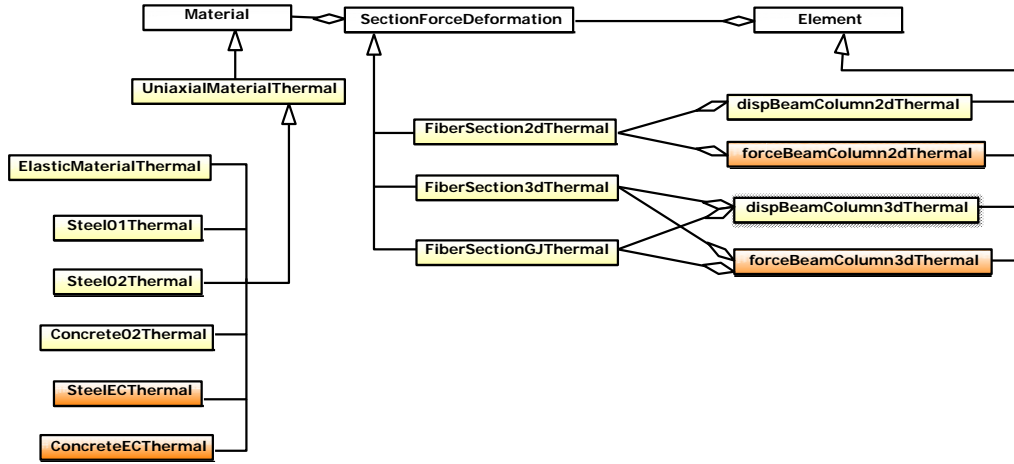 Material
SectionForceDeformation
Element
UniaxialMaterialThermal
dispBeamColumn2dThermal
FiberSection2dThermal
forceBeamColumn2dThermal
ElasticMaterialThermal
FiberSection3dThermal
dispBeamColumn3dThermal
Steel01Thermal
FiberSectionGJThermal
forceBeamColumn3dThermal
Steel02Thermal
Concrete02Thermal
SteelECThermal
ConcreteECThermal